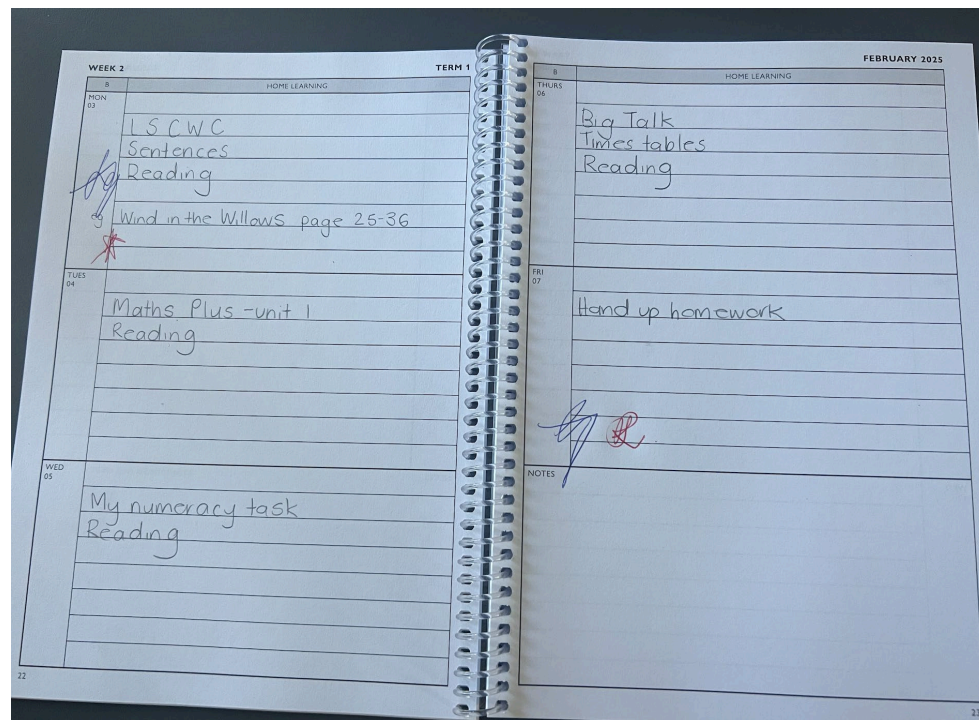 WEEK 2 TERM 1
B HOME LEARNING
MON
03
LSCWC
Sentences
Reading
eg Wind in the Willows page 25-36
TUES
04
Maths Plus - unit 1
Reading
WED
05
My numeracy task
Reading
22
FEBRUARY 2025
B HOME LEARNING
THURS
06
Big Talk
Times tables
Reading
FRI
07
Hand up homework
NOTES